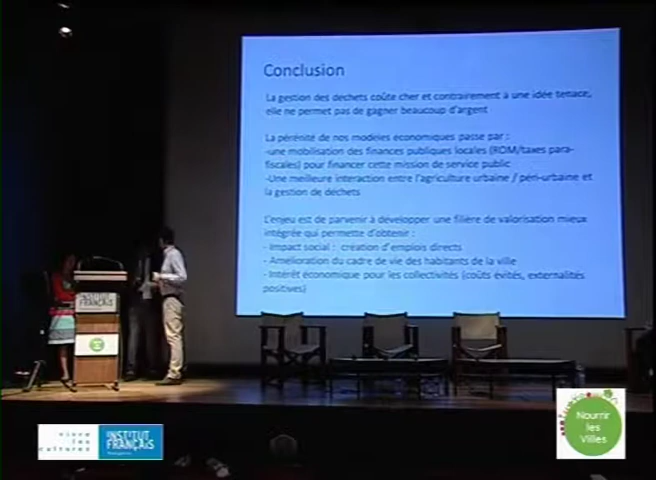 Conclusion
La gestion des déchets coûte cher et contrairement à une idée tenace,
elle ne permet pas de gagner beaucoup d'argent
La pérénité de nos modèles économiques passe par :
-une mobilisation des finances publiques locales (ROM/taxes para-
fiscales) pour financer cette mission de service public
-Une meilleure interaction entre l'agriculture urbaine / péri-urbaine et
la gestion de déchets
L'enjeu est de parvenir à développer une filière de valorisation mieux
intégrée qui permette d'obtenir :
- Impact social : création d'emplois directs
- Amélioration du cadre de vie des habitants de la ville
- Intérêt économique pour les collectivités (coûts évités, externalités
positives)
INSTITUT
FRANÇAIS
vivre
les
cultures
INSTITUT
FRANÇAIS
Nourrir
les
Villes